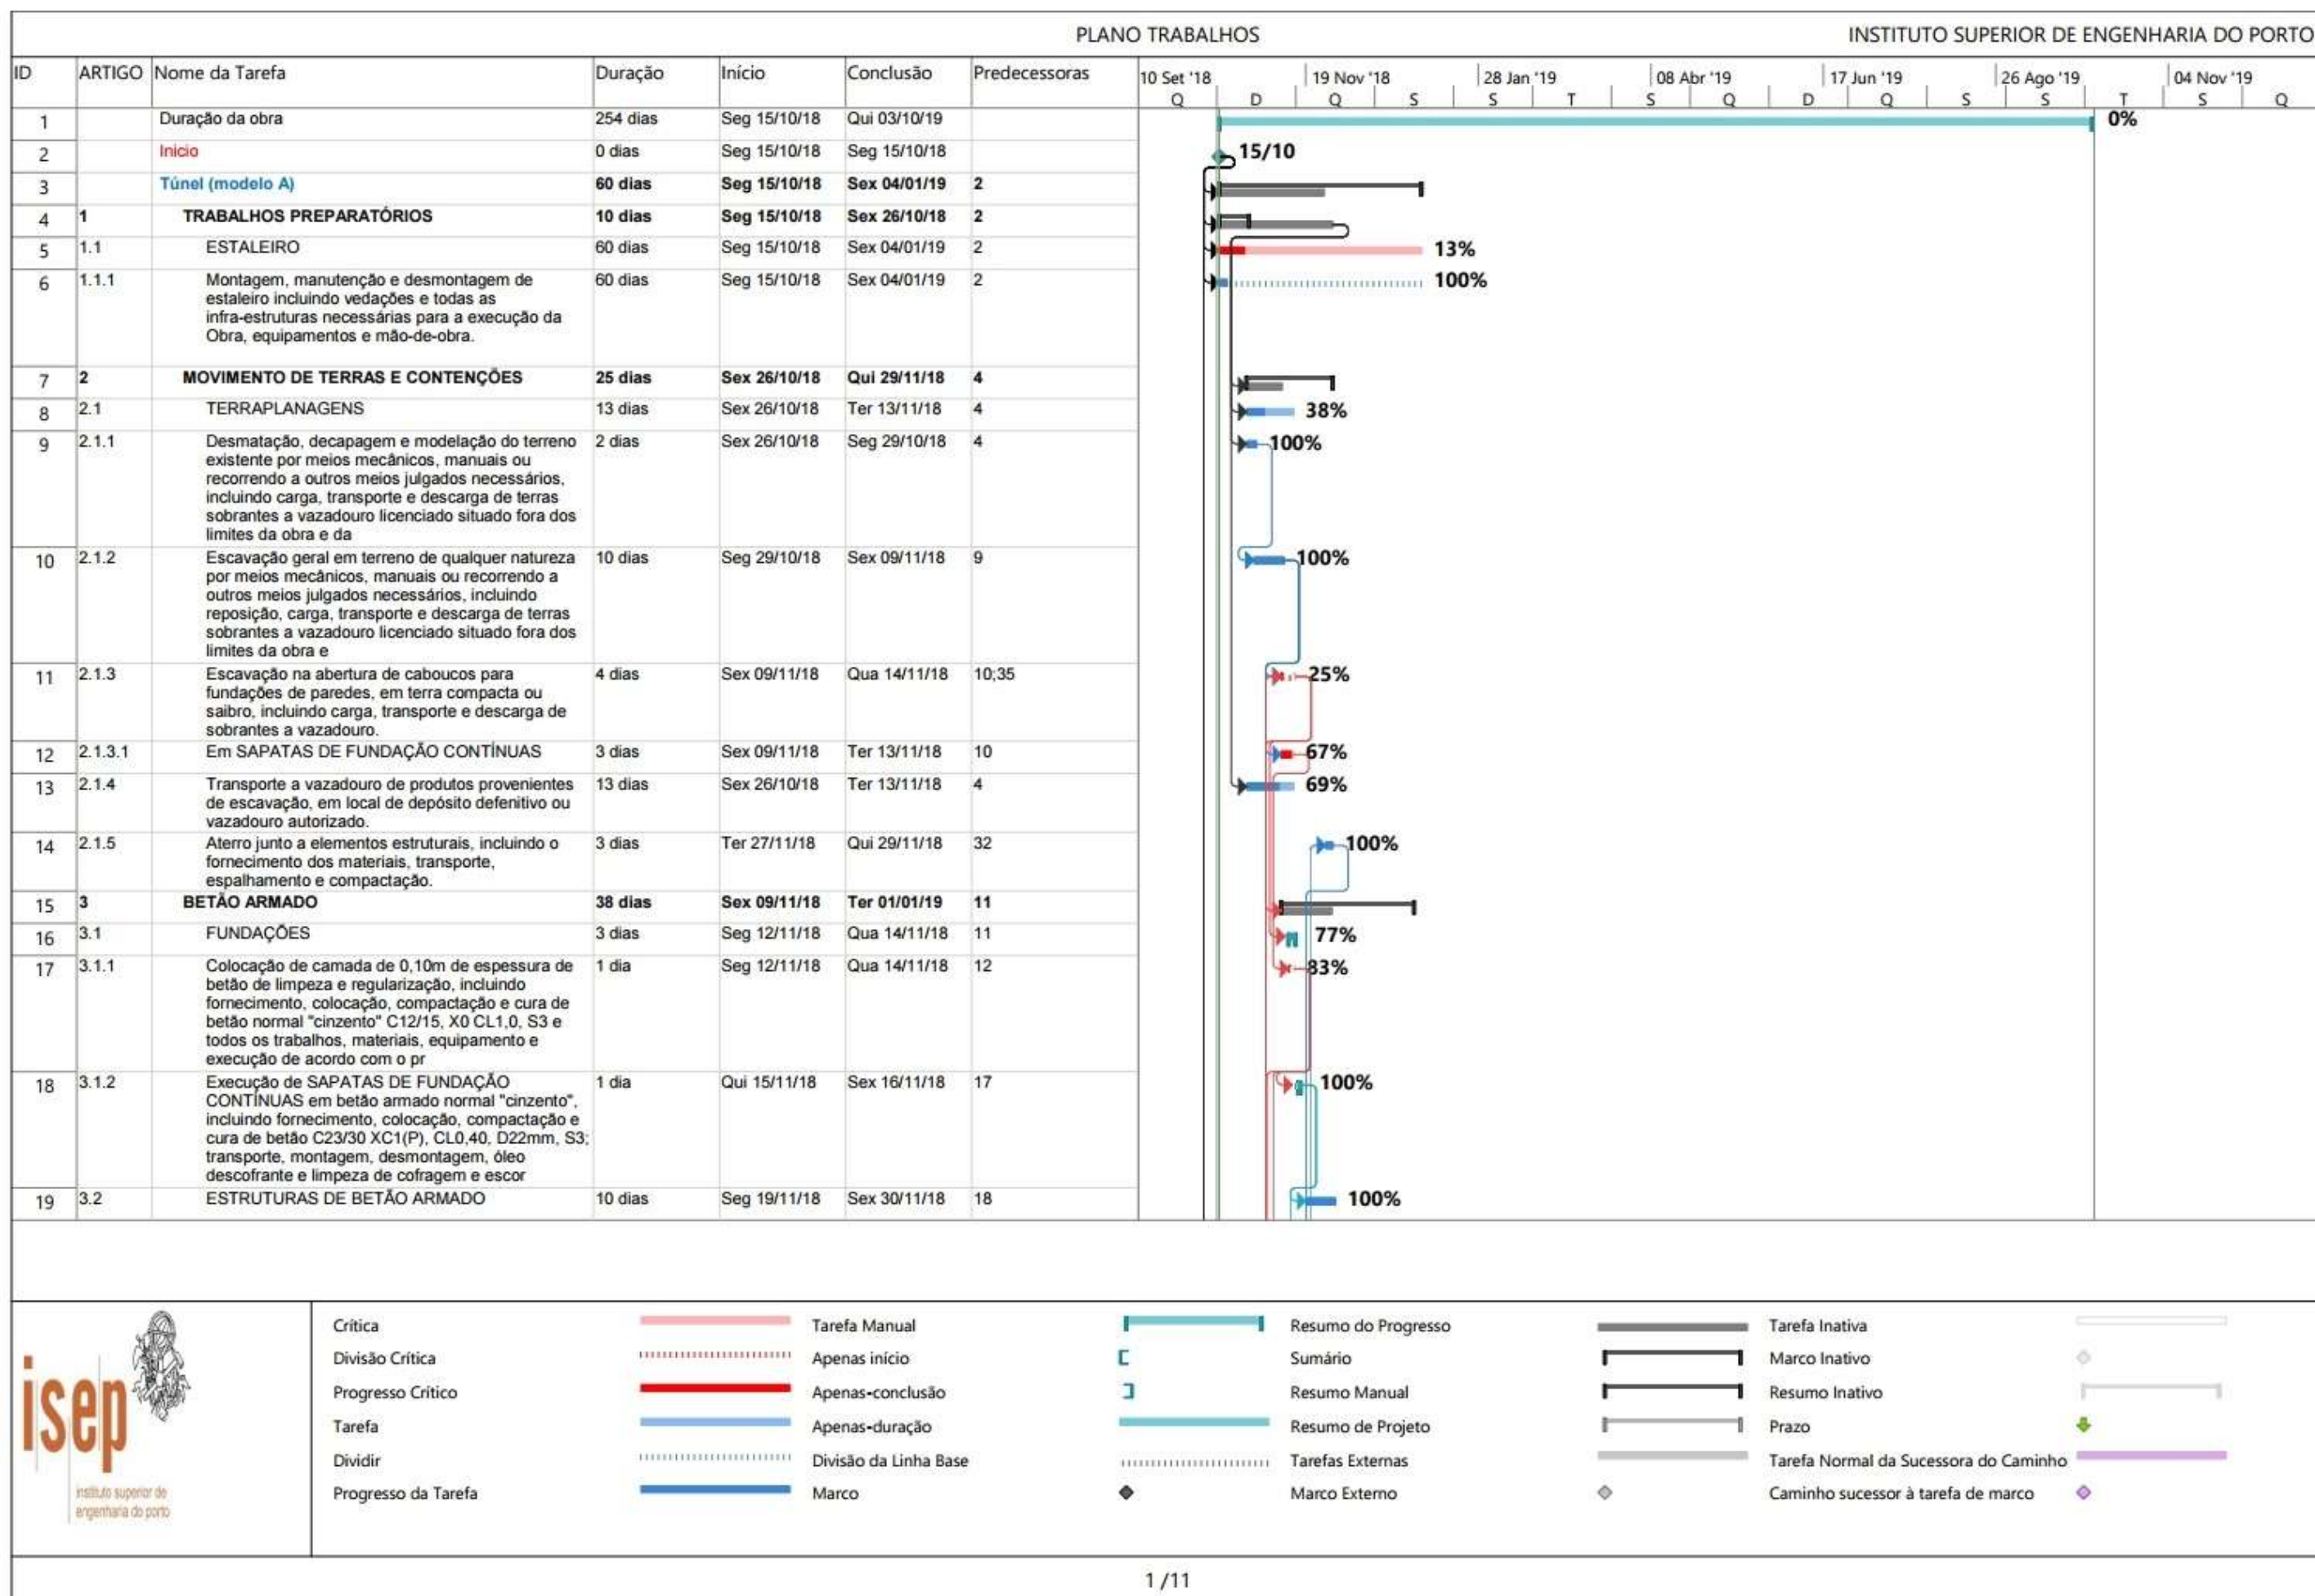 PLANO TRABALHOS
INSTITUTO SUPERIOR DE ENGENHARIA DO PORTO
ID ARTIGO Nome da Tarefa Duração Início Conclusão Predecessoras
10 Set '18 19 Nov '18 28 Jan '19 08 Abr '19 17 Jun '19 26 Ago '19 04 Nov '19
Q D Q S S T S Q D Q S S T S Q
1 Duração da obra 254 dias Seg 15/10/18 Qui 03/10/19 0%
2 Inicio 0 dias Seg 15/10/18 Seg 15/10/18 15/10
3 Túnel (modelo A) 60 dias Seg 15/10/18 Sex 04/01/19 2
4 1 TRABALHOS PREPARATÓRIOS 10 dias Seg 15/10/18 Sex 26/10/18 2
5 1.1 ESTALEIRO 60 dias Seg 15/10/18 Sex 04/01/19 2 13%
6 1.1.1 Montagem, manutenção e desmontagem de 60 dias Seg 15/10/18 Sex 04/01/19 2 100%
estaleiro incluindo vedações e todas as
infra-estruturas necessárias para a execução da
Obra, equipamentos e mão-de-obra.
7 2 MOVIMENTO DE TERRAS E CONTENÇÕES 25 dias Sex 26/10/18 Qui 29/11/18 4
8 2.1 TERRAPLANAGENS 13 dias Sex 26/10/18 Ter 13/11/18 4 38%
9 2.1.1 Desmatação, decapagem e modelação do terreno 2 dias Sex 26/10/18 Seg 29/10/18 4 100%
existente por meios mecânicos, manuais ou
recorrendo a outros meios julgados necessários,
incluindo carga, transporte e descarga de terras
sobrantes a vazadouro licenciado situado fora dos
limites da obra e da
10 2.1.2 Escavação geral em terreno de qualquer natureza 10 dias Seg 29/10/18 Sex 09/11/18 9 100%
por meios mecânicos, manuais ou recorrendo a
outros meios julgados necessários, incluindo
reposição, carga, transporte e descarga de terras
sobrantes a vazadouro licenciado situado fora dos
limites da obra e
11 2.1.3 Escavação na abertura de caboucos para 4 dias Sex 09/11/18 Qua 14/11/18 10;35 25%
fundações de paredes, em terra compacta ou
saibro, incluindo carga, transporte e descarga de
sobrantes a vazadouro.
12 2.1.3.1 Em SAPATAS DE FUNDAÇÃO CONTÍNUAS 3 dias Sex 09/11/18 Ter 13/11/18 10 67%
13 2.1.4 Transporte a vazadouro de produtos provenientes 13 dias Sex 26/10/18 Ter 13/11/18 4 69%
de escavação, em local de depósito defenitivo ou
vazadouro autorizado.
14 2.1.5 Aterro junto a elementos estruturais, incluindo o 3 dias Ter 27/11/18 Qui 29/11/18 32 100%
fornecimento dos materiais, transporte,
espalhamento e compactação.
15 3 BETÃO ARMADO 38 dias Sex 09/11/18 Ter 01/01/19 11
16 3.1 FUNDAÇÕES 3 dias Seg 12/11/18 Qua 14/11/18 11 77%
17 3.1.1 Colocação de camada de 0,10m de espessura de 1 dia Seg 12/11/18 Qua 14/11/18 12 83%
betão de limpeza e regularização, incluindo
fornecimento, colocação, compactação e cura de
betão normal "cinzento" C12/15, X0 CL1,0, S3 e
todos os trabalhos, materiais, equipamento e
execução de acordo com o pr
18 3.1.2 Execução de SAPATAS DE FUNDAÇÃO 1 dia Qui 15/11/18 Sex 16/11/18 17 100%
CONTÍNUAS em betão armado normal "cinzento",
incluindo fornecimento, colocação, compactação e
cura de betão C23/30 XC1(P), CL0,40, D22mm, S3;
transporte, montagem, desmontagem, óleo
descofrante e limpeza de cofragem e escor
19 3.2 ESTRUTURAS DE BETÃO ARMADO 10 dias Seg 19/11/18 Sex 30/11/18 18 100%
isep
instituto superior de
engenharia do porto
Crítica Tarefa Manual Resumo do Progresso Tarefa Inativa
Divisão Crítica Apenas início Sumário Marco Inativo
Progresso Crítico Apenas-conclusão Resumo Manual Resumo Inativo
Tarefa Apenas-duração Resumo de Projeto Prazo
Dividir Divisão da Linha Base Tarefas Externas Tarefa Normal da Sucessora do Caminho
Progresso da Tarefa Marco Marco Externo Caminho sucessor à tarefa de marco
1 /11